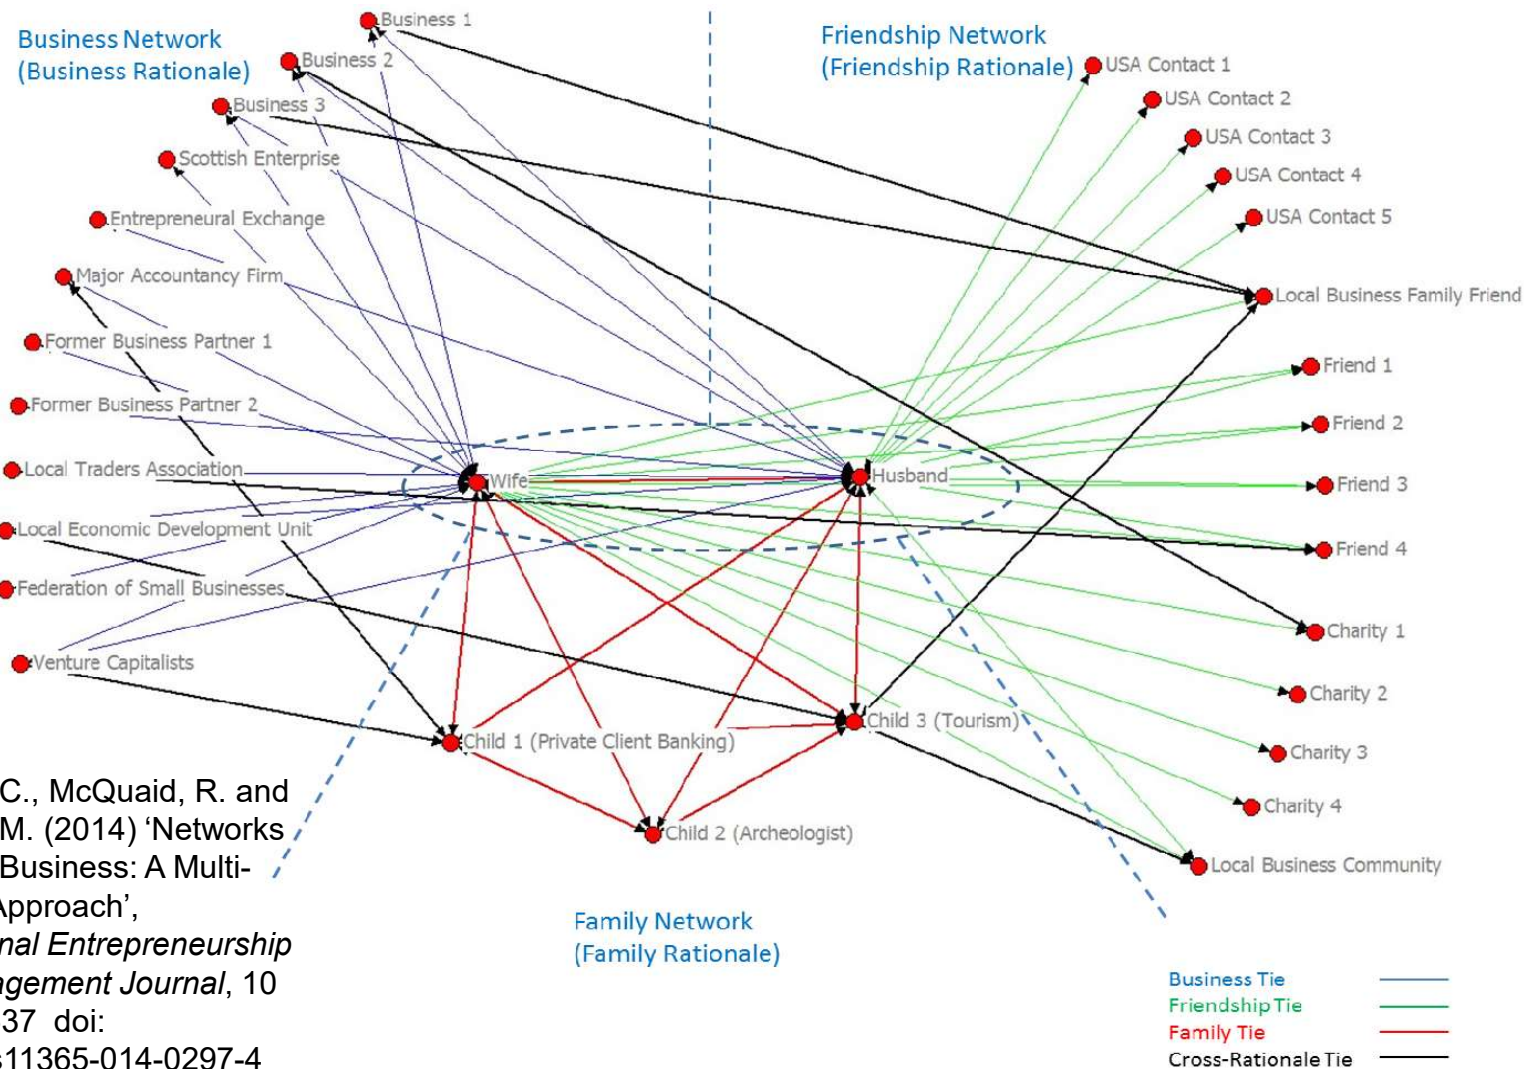 Business Network
(Business Rationale)
Friendship Network
(Friendship Rationale)
Business 1
Business 2
Business 3
Scottish Enterprise
Entrepreneural Exchange
Major Accountancy Firm
Former Business Partner 1
Former Business Partner 2
Local Traders Association
Local Economic Development Unit
Federation of Small Businesses
Venture Capitalists
Wife
Husband
USA Contact 1
USA Contact 2
USA Contact 3
USA Contact 4
USA Contact 5
Local Business Family Friend
Friend 1
Friend 2
Friend 3
Friend 4
Charity 1
Charity 2
Charity 3
Charity 4
Local Business Community
Child 1 (Private Client Banking)
Child 2 (Archeologist)
Child 3 (Tourism)
C., McQuaid, R. and
M. (2014) ‘Networks
Business: A Multi-
Approach’,
nal Entrepreneurship
agement Journal, 10
37 doi:
s11365-014-0297-4
Family Network
(Family Rationale)
Business Tie
Friendship Tie
Family Tie
Cross-Rationale Tie